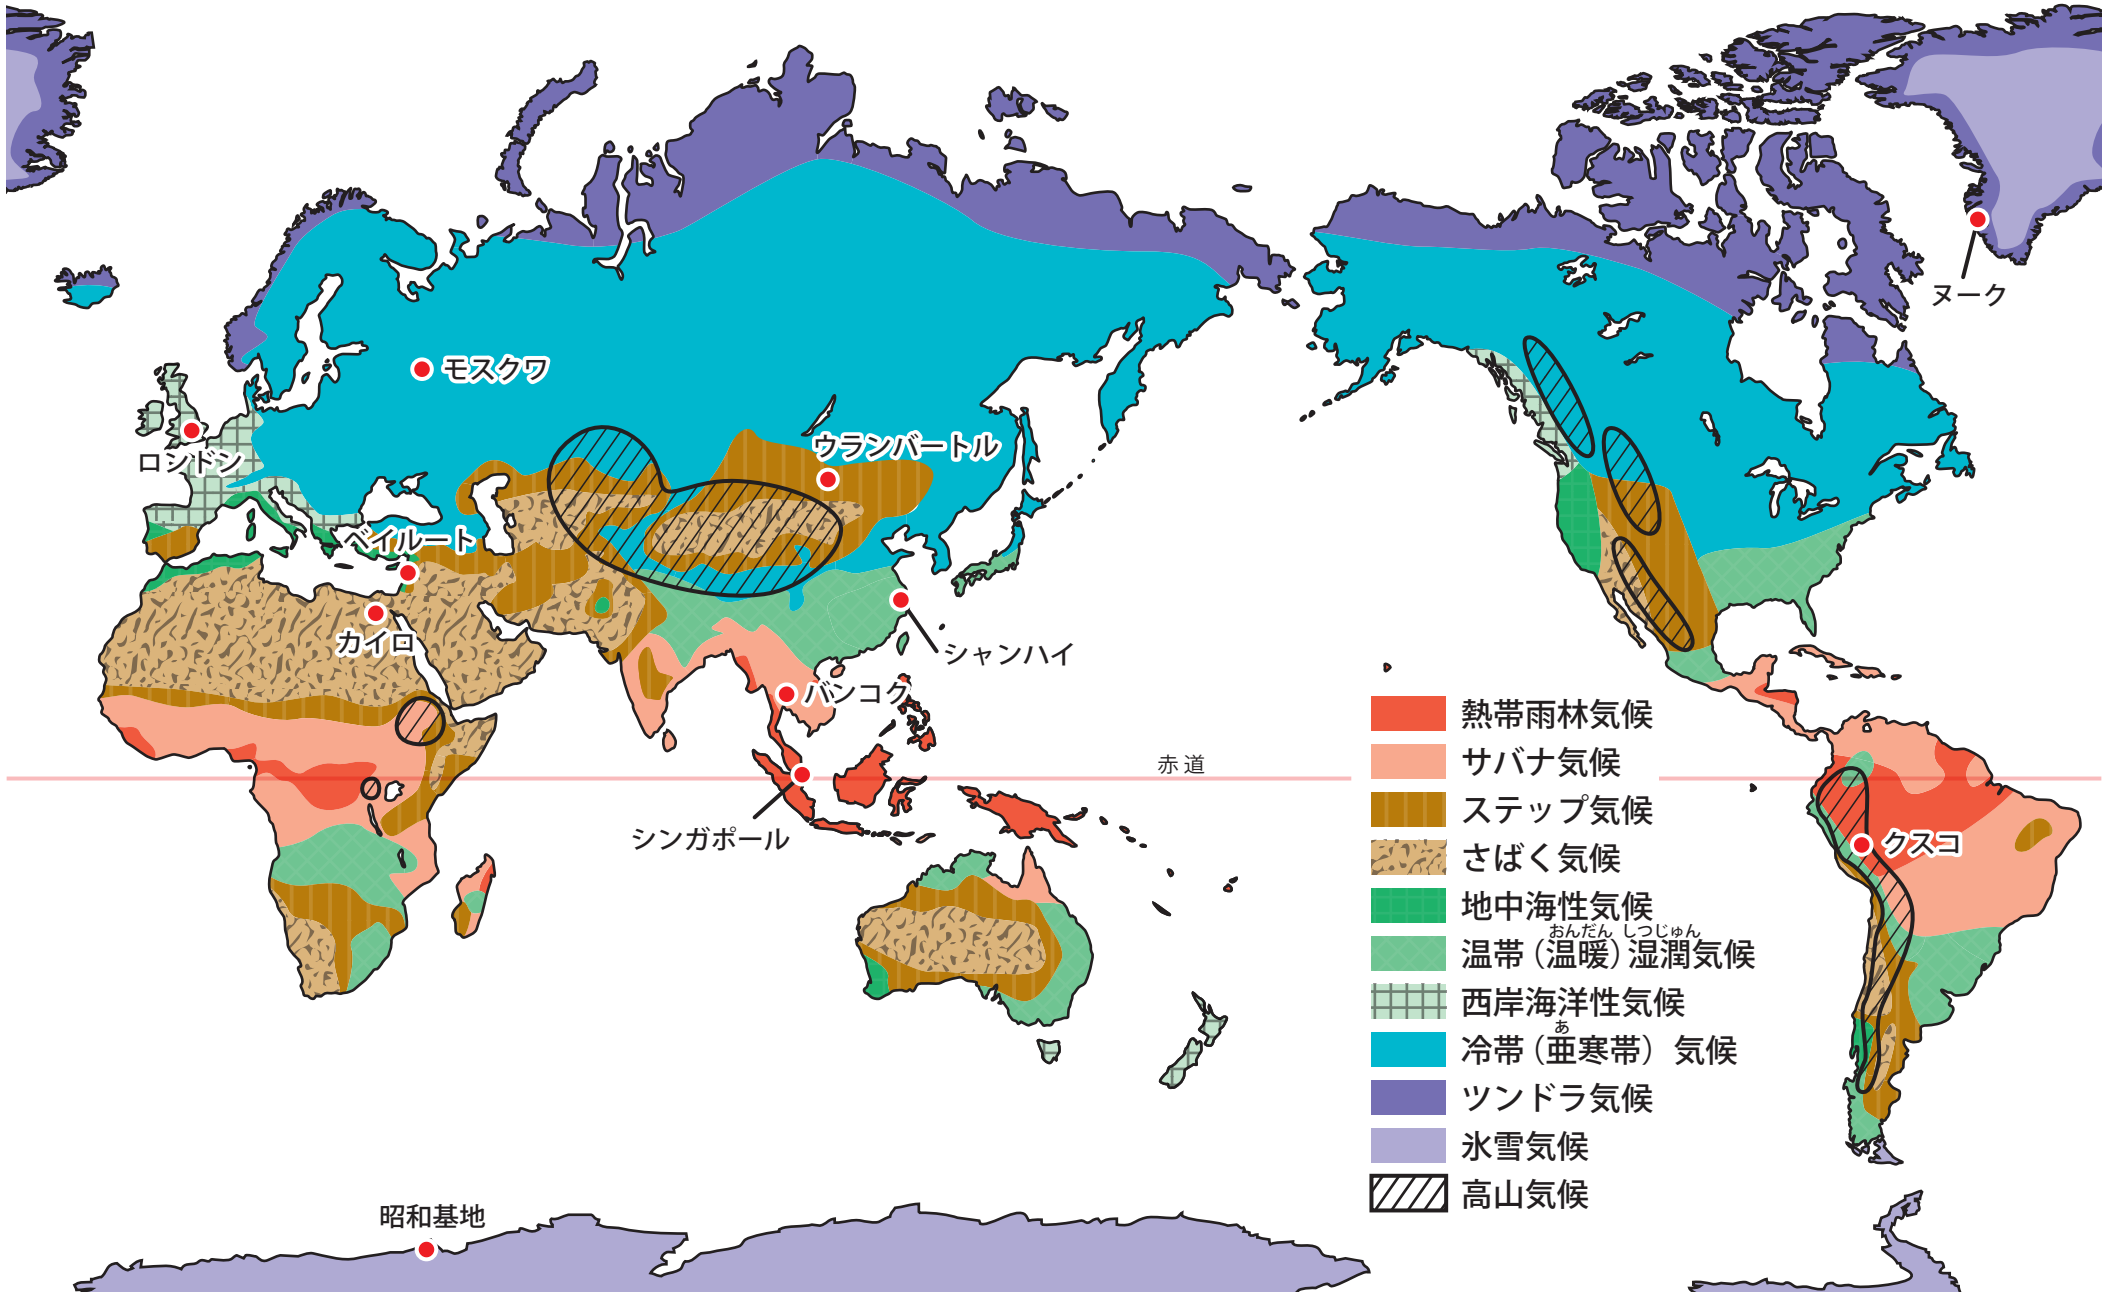 ヌーク
モスクワ
ウランバートル
ロンドン
ベイルート
カイロ
シャンハイ
バンコク
赤道
シンガポール
クスコ
昭和基地
熱帯雨林気候
サバナ気候
ステップ気候
さばく気候
地中海性気候
おんだん しつじゅん
温帯(温暖)湿潤気候
西岸海洋性気候
あ
冷帯(亜寒帯)気候
ツンドラ気候
氷雪気候
高山気候